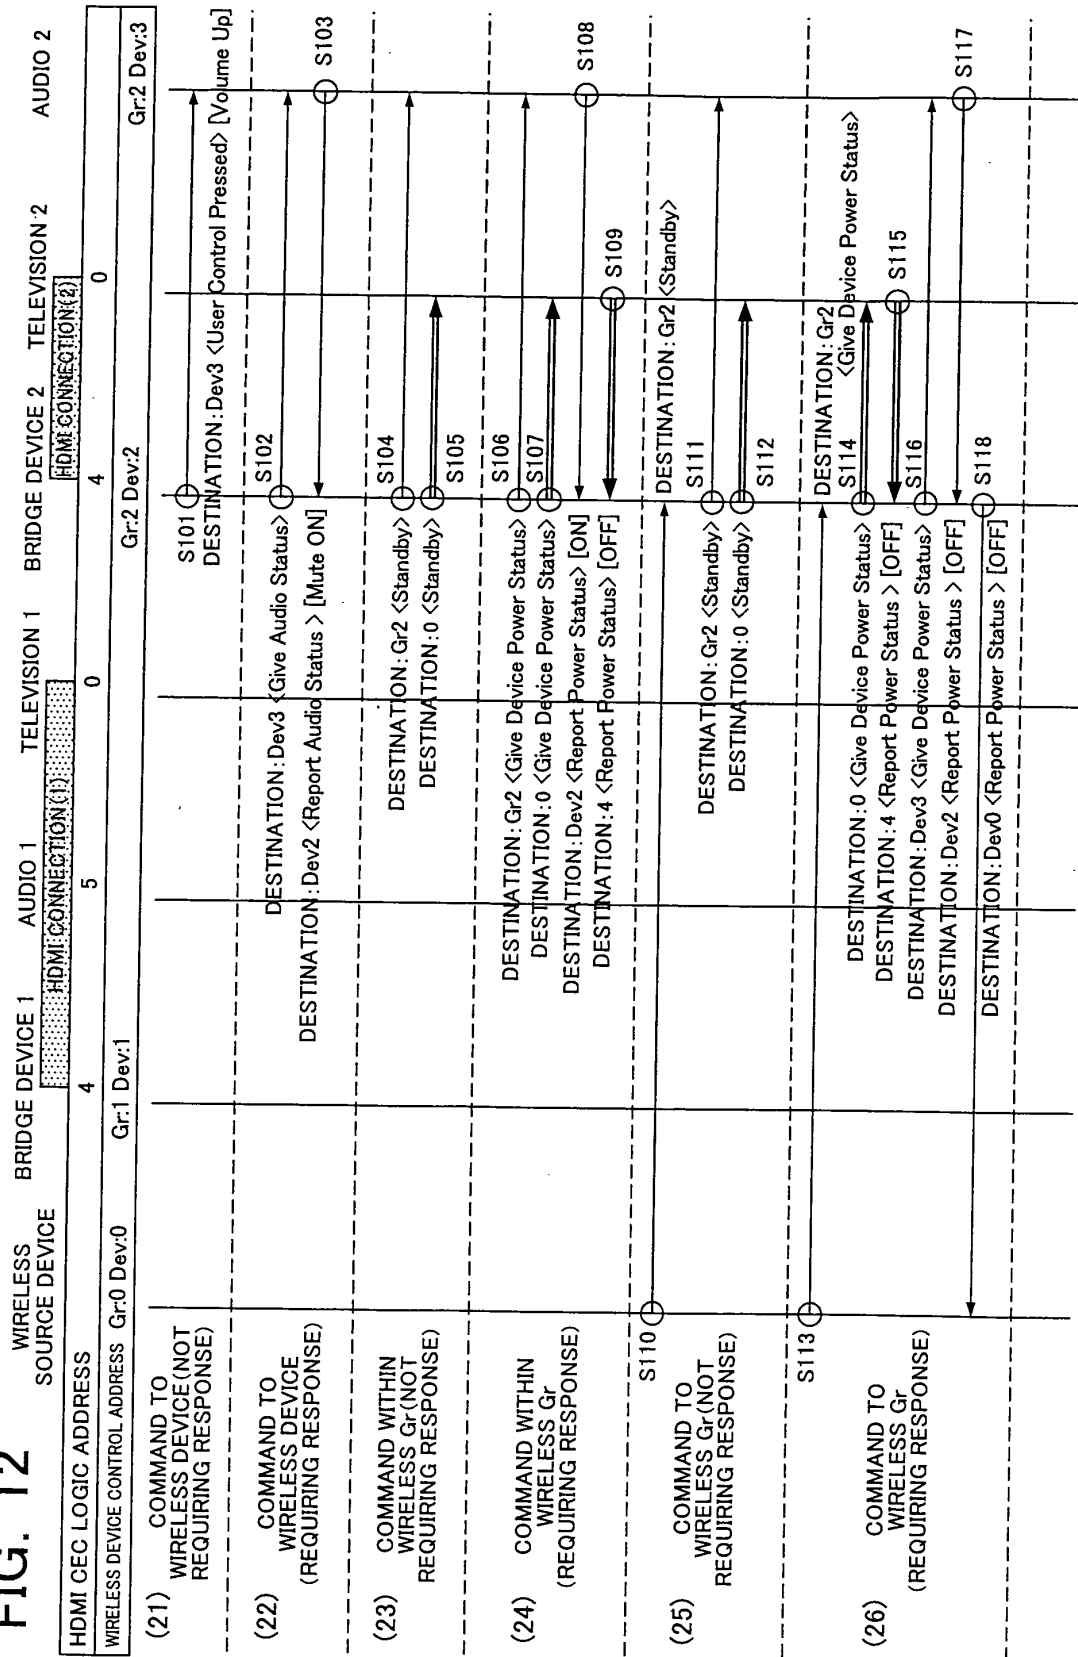 FIG. 12
WIRELESS
SOURCE DEVICE
BRIDGE DEVICE 1
AUDIO 1
TELEVISION 1
BRIDGE DEVICE 2
TELEVISION 2
AUDIO 2
HDMI CONNECTION(1)
HDMI CONNECTION(2)
HDMI CEC LOGIC ADDRESS
4
5
0
4
0
WIRELESS DEVICE CONTROL ADDRESS
Gr:0 Dev:0
Gr:1 Dev:1
Gr:2 Dev:2
Gr:2 Dev:3
(21)
COMMAND TO
WIRELESS DEVICE(NOT
REQUIRING RESPONSE)
S101
DESTINATION:Dev3 <User Control Pressed> [Volume Up]
(22)
COMMAND TO
WIRELESS DEVICE
(REQUIRING RESPONSE)
S102
DESTINATION:Dev3 <Give Audio Status>
S103
DESTINATION:Dev2 <Report Audio Status > [Mute ON]
(23)
COMMAND WITHIN
WIRELESS Gr(NOT
REQUIRING RESPONSE)
S104
DESTINATION:Gr2 <Standby>
S105
DESTINATION:0 <Standby>
(24)
COMMAND WITHIN
WIRELESS Gr
(REQUIRING RESPONSE)
S106
DESTINATION:Gr2 <Give Device Power Status>
S107
DESTINATION:0 <Give Device Power Status>
S108
DESTINATION:Dev2 <Report Power Status> [ON]
S109
DESTINATION:4 <Report Power Status> [OFF]
(25)
COMMAND TO
WIRELESS Gr(NOT
REQUIRING RESPONSE)
S110
DESTINATION:Gr2 <Standby>
S111
DESTINATION:Gr2 <Standby>
S112
DESTINATION:0 <Standby>
(26)
COMMAND TO
WIRELESS Gr
(REQUIRING RESPONSE)
S113
DESTINATION:Gr2
<Give Device Power Status>
S114
DESTINATION:0 <Give Device Power Status>
S115
DESTINATION:4 <Report Power Status > [OFF]
S116
DESTINATION:Dev3 <Give Device Power Status>
S117
DESTINATION:Dev2 <Report Power Status > [OFF]
S118
DESTINATION:Dev0 <Report Power Status > [OFF]